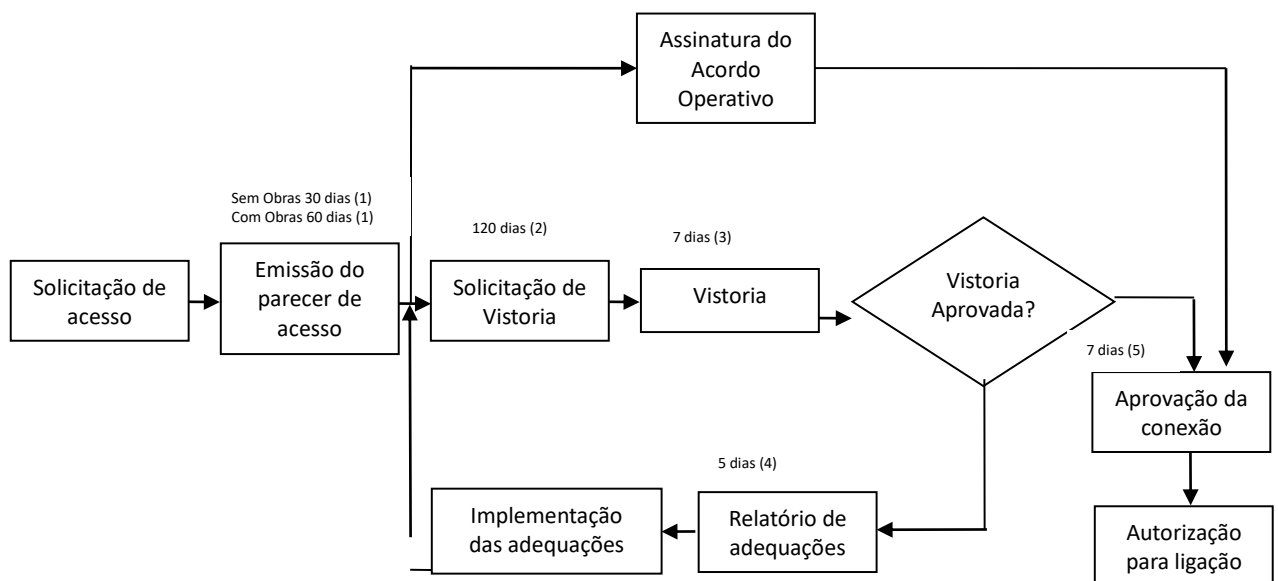 Assinatura do
Acordo
Operativo
Sem Obras 30 dias (1)
Com Obras 60 dias (1)
120 dias (2)
7 dias (3)
Solicitação de
acesso
Emissão do
parecer de
acesso
Solicitação de
Vistoria
Vistoria
Vistoria
Aprovada?
7 dias (5)
Aprovação da
conexão
5 dias (4)
Implementação
das adequações
Relatório de
adequações
Autorização
para ligação